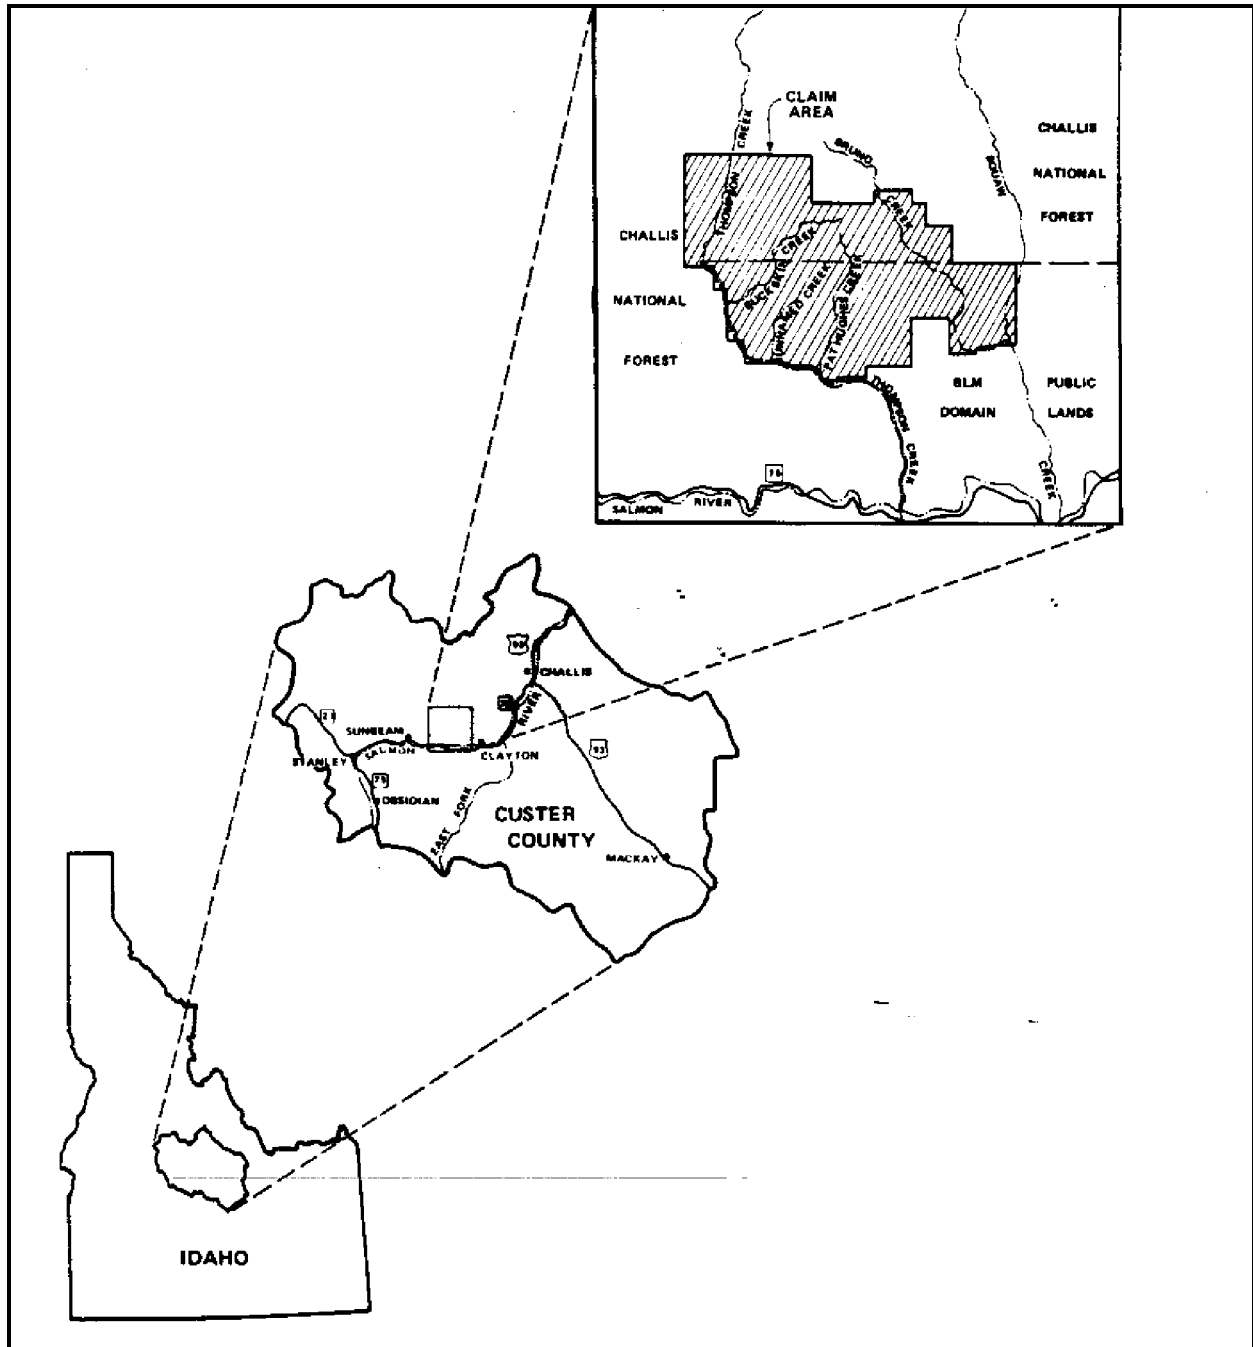 CLAIM
AREA
CREEK
THOMPSON
BRUNO
CREEK
SQUAW
CHALLIS
NATIONAL
FOREST
CHALLIS
NATIONAL
FOREST
BUCKSKIN CREEK
UNNAMED CREEK
PAT HUGHES CREEK
THOMPSON CREEK
BLM
DOMAIN
PUBLIC
LANDS
CREEK
SALMON RIVER
CHALLIS
RIVER
21
SUNBEAM
SALMON
STANLEY
CLAYTON
93
75
OBSIDIAN
EAST FORK
CUSTER
COUNTY
MACKAY
IDAHO